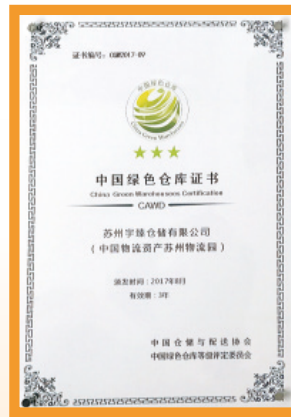 证书编号：CGW2017-09
中国绿色仓库
China Green Warehouse
中国绿色仓库证书
China Green Warehouses Certification
CAWD
苏州宇臻仓储有限公司
（中国物流资产苏州物流园）
颁发时间：2017年8月
有效期：3年
中国仓储与配送协会
中国绿色仓库等级评定委员会